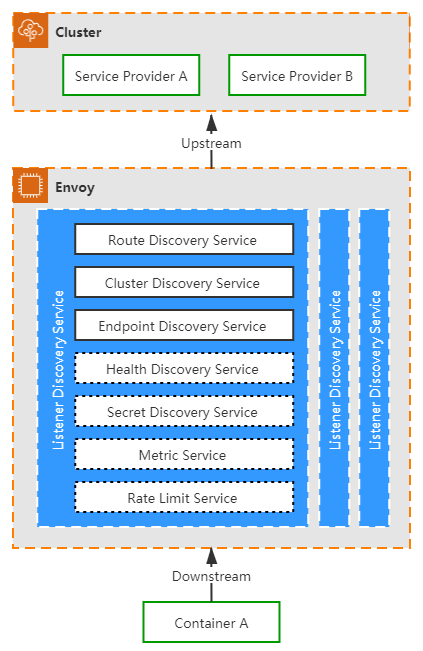 Cluster
Service Provider A
Service Provider B
Upstream
Envoy
Listener Discovery Service
Route Discovery Service
Cluster Discovery Service
Endpoint Discovery Service
Health Discovery Service
Secret Discovery Service
Metric Service
Rate Limit Service
Listener Discovery Service
Listener Discovery Service
Downstream
Container A